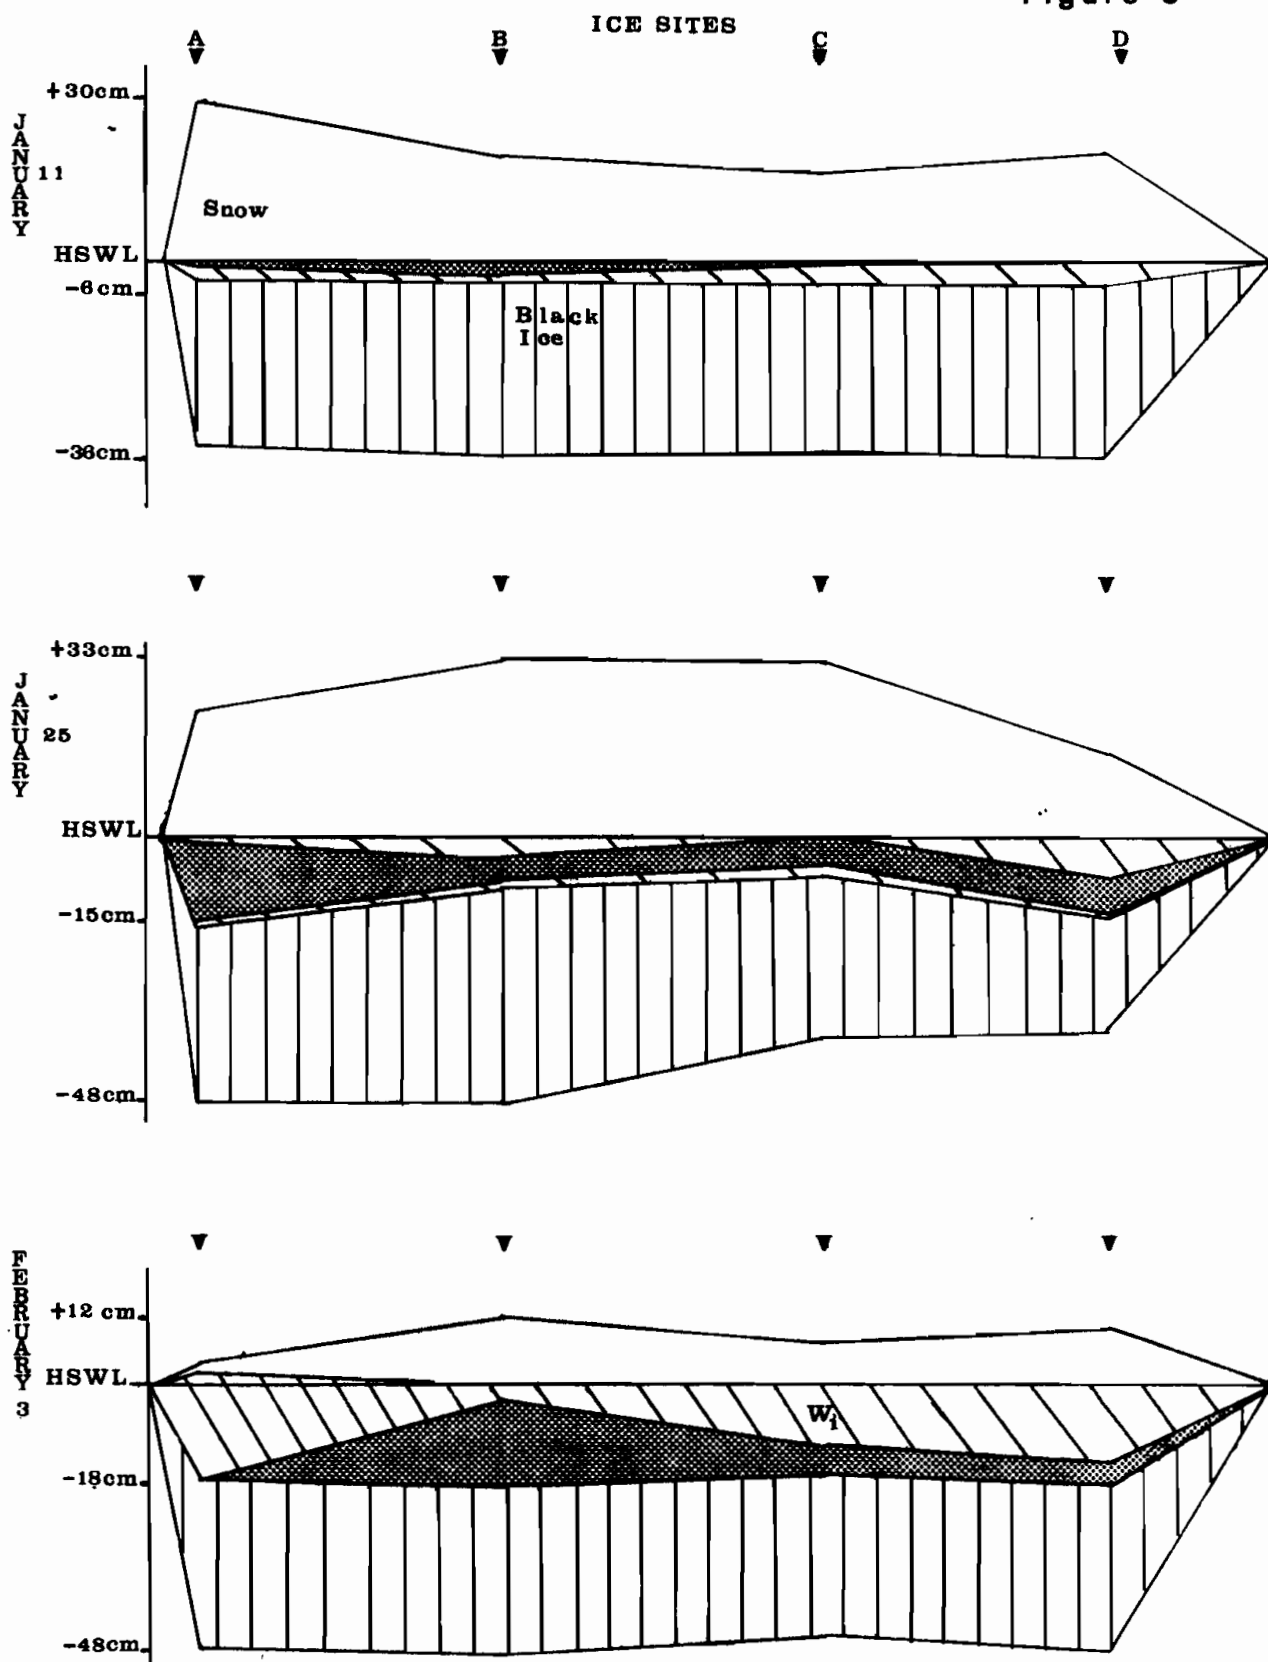 ICE SITES
A B C D
JANUARY 11
+30cm
Snow
HSWL
-6cm
Black
Ice
-36cm
JANUARY 25
+33cm
HSWL
-15cm
-48cm
FEBRUARY 3
+12 cm
HSWL
Wi
-18cm
-48cm